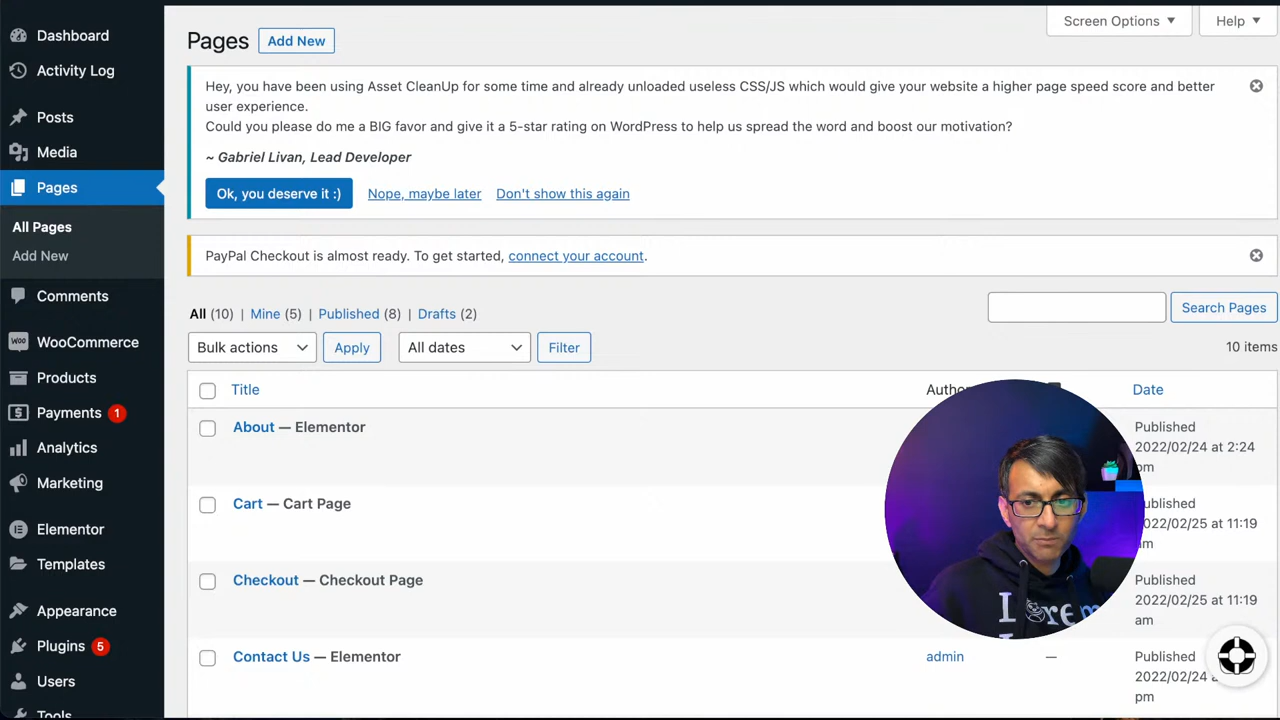 Screen Options
Help
Dashboard
Activity Log
Posts
Media
Pages
All Pages
Add New
Comments
WooCommerce
Products
Payments 1
Analytics
Marketing
Elementor
Templates
Appearance
Plugins 5
Users
Tools
Pages
Add New
Hey, you have been using Asset CleanUp for some time and already unloaded useless CSS/JS which would give your website a higher page speed score and better
user experience.
Could you please do me a BIG favor and give it a 5-star rating on WordPress to help us spread the word and boost our motivation?
~ Gabriel Livan, Lead Developer
Ok, you deserve it :) Nope, maybe later Don't show this again
PayPal Checkout is almost ready. To get started, connect your account.
All (10) | Mine (5) | Published (8) | Drafts (2)
Search Pages
Bulk actions Apply All dates Filter
10 items
Title Date
About — Elementor
Published
2022/02/24 at 2:24
pm
Cart — Cart Page
2022/02/25 at 11:19
Checkout — Checkout Page
Published
2022/02/25 at 11:19
am
Contact Us — Elementor
admin
—
Published
2022/02/24
pm